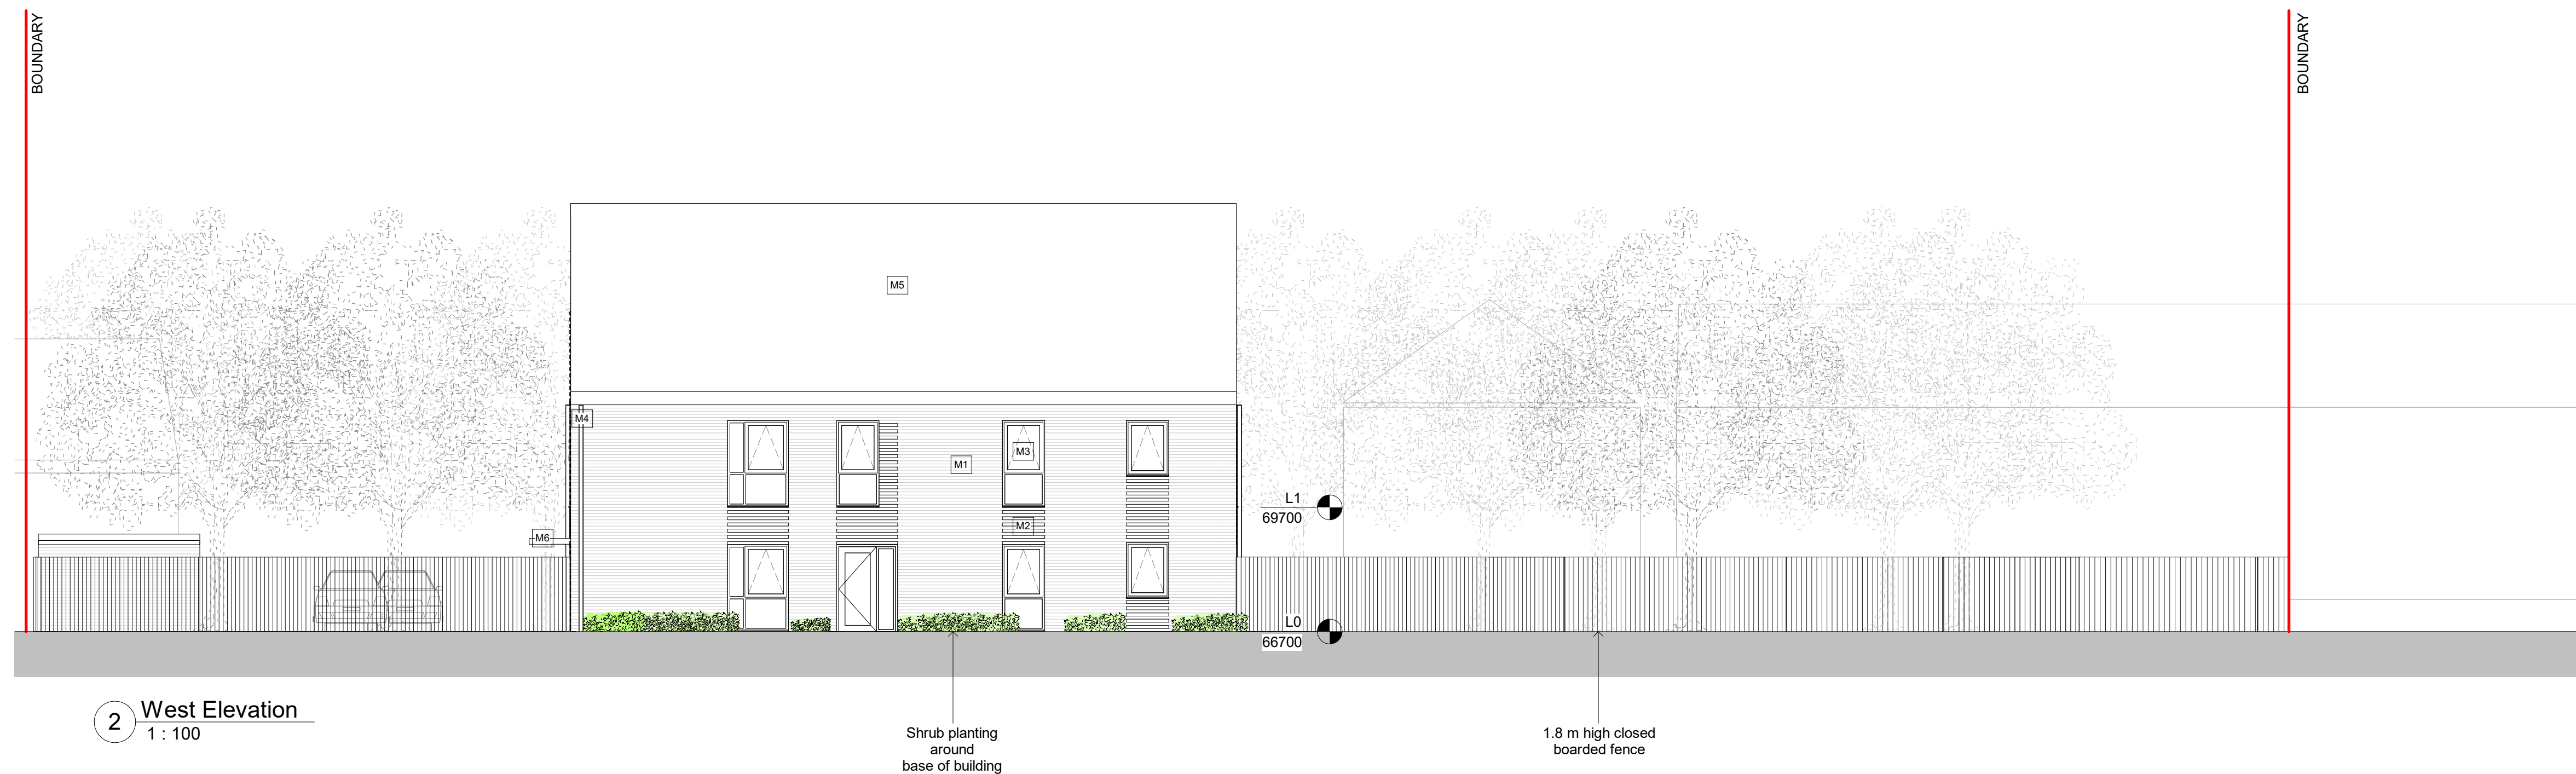 BOUNDARY
BOUNDARY
M5
M4
M3
M1
L1
69700
M2
M6
L0
66700
2
West Elevation
1 : 100
Shrub planting
around
base of building
1.8 m high closed
boarded fence